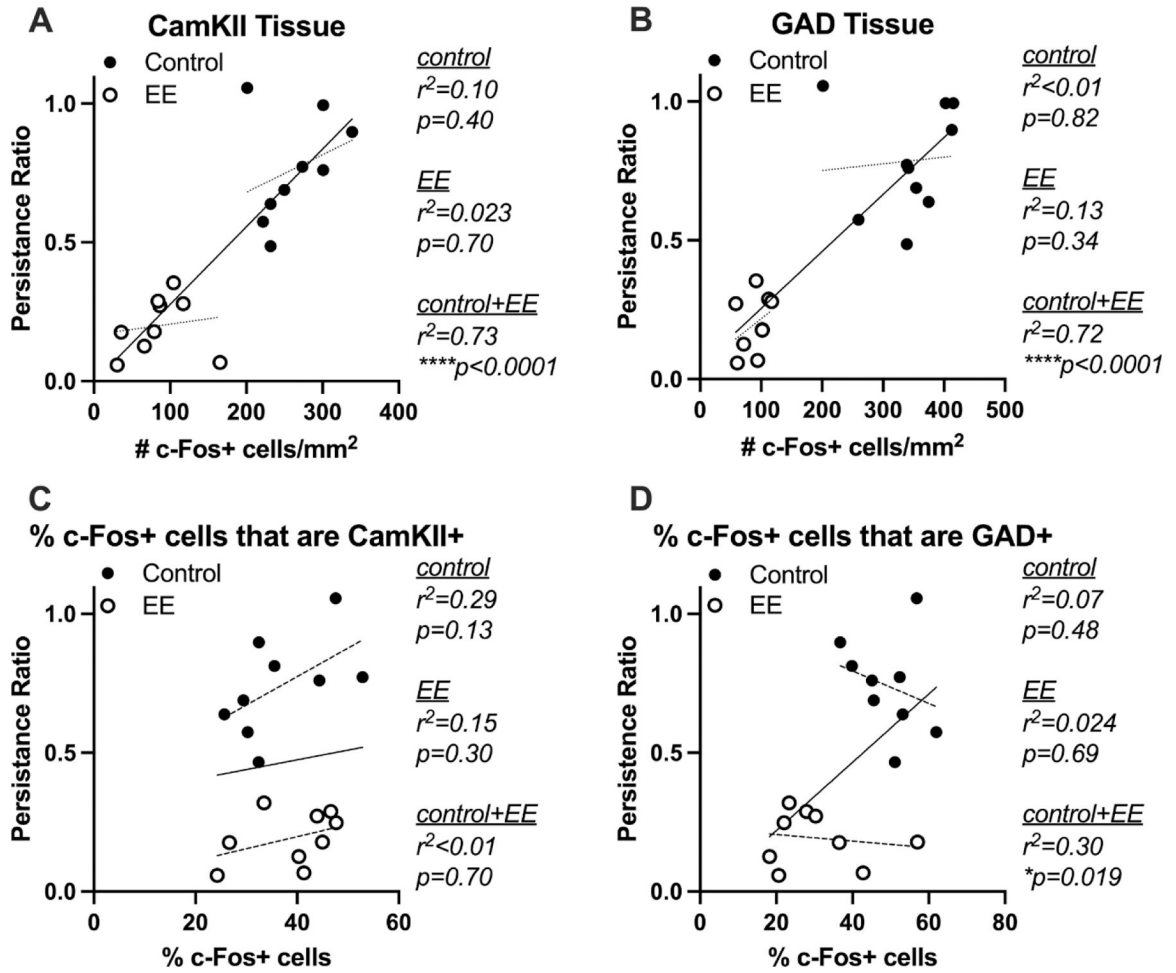 A
CamKII Tissue
Control
EE
Persistance Ratio
1.0
0.5
0.0
0 100 200 300 400
# c-Fos+ cells/mm²
control
r²=0.10
p=0.40
EE
r²=0.023
p=0.70
control+EE
r²=0.73
****p<0.0001
B
GAD Tissue
Control
EE
Persistance Ratio
1.0
0.5
0.0
0 100 200 300 400 500
# c-Fos+ cells/mm²
control
r²<0.01
p=0.82
EE
r²=0.13
p=0.34
control+EE
r²=0.72
****p<0.0001
C
% c-Fos+ cells that are CamKII+
Control
EE
Persistance Ratio
1.0
0.5
0.0
0 20 40 60
% c-Fos+ cells
control
r²=0.29
p=0.13
EE
r²=0.15
p=0.30
control+EE
r²<0.01
p=0.70
D
% c-Fos+ cells that are GAD+
Control
EE
Persistence Ratio
1.0
0.5
0.0
0 20 40 60 80
% c-Fos+ cells
control
r²=0.07
p=0.48
EE
r²=0.024
p=0.69
control+EE
r²=0.30
*p=0.019